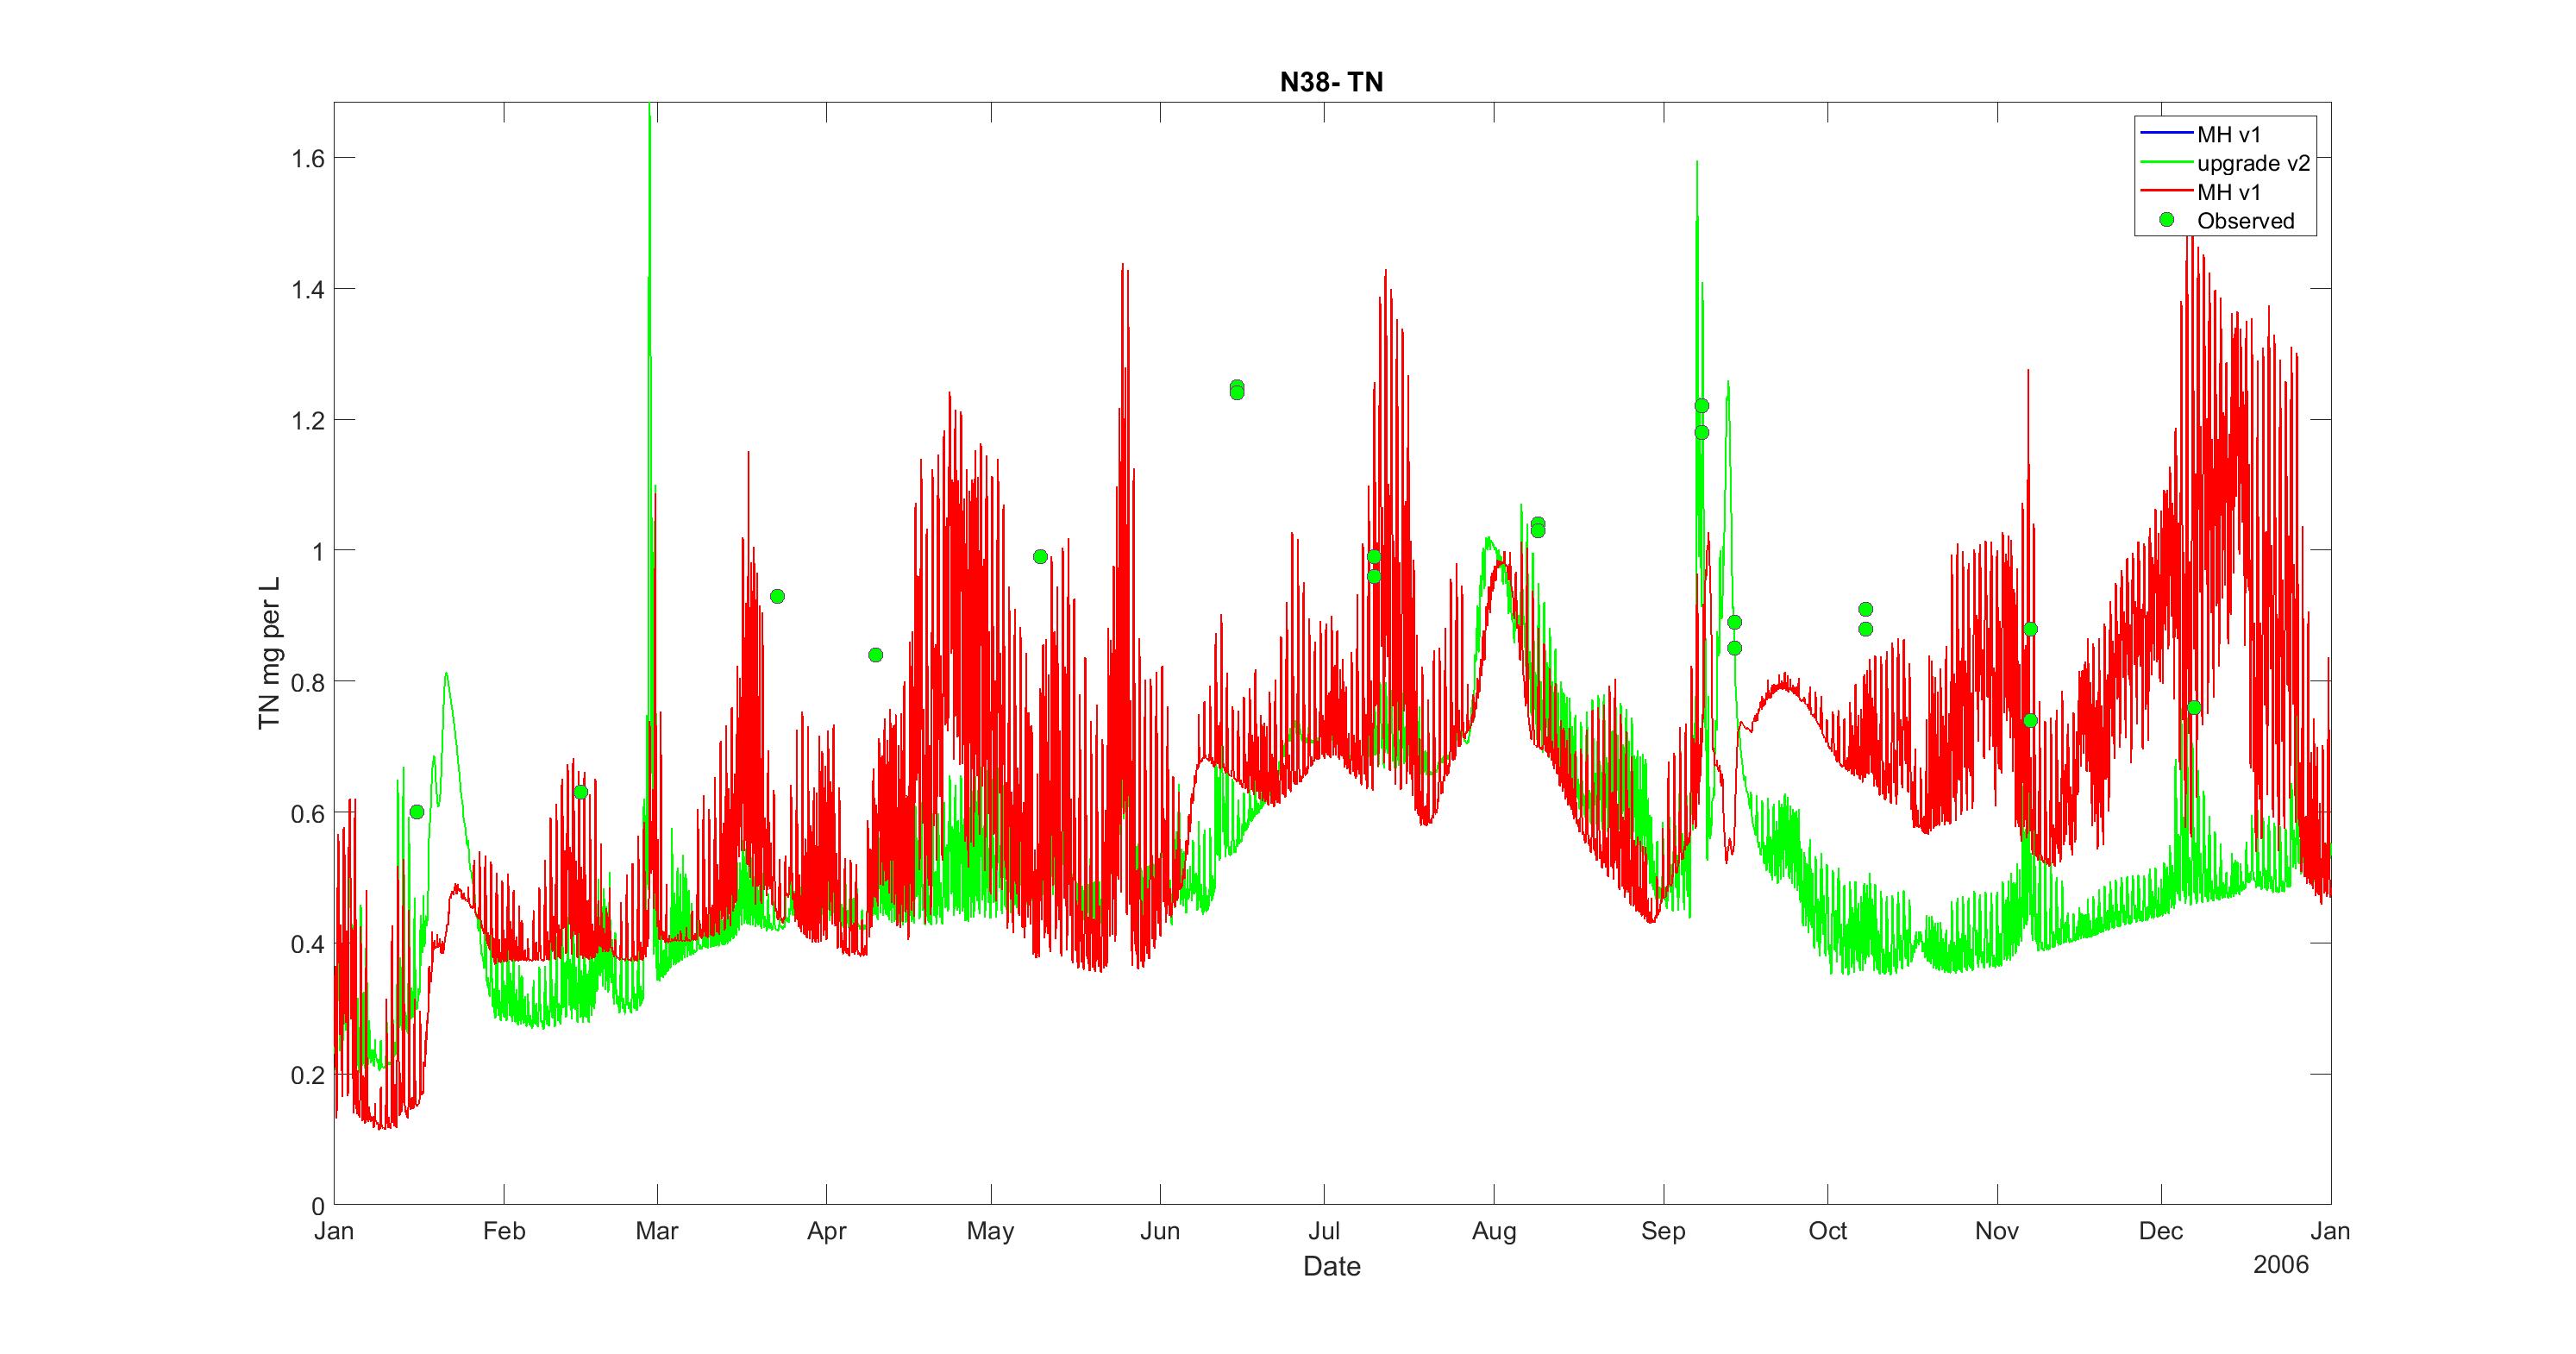 N38- TN
MH v1
upgrade v2
MH v1
Observed
1.6
1.4
1.2
1
0.8
0.6
0.4
0.2
0
TN mg per L
Jan Feb Mar Apr May Jun Jul Aug Sep Oct Nov Dec Jan
Date
2006